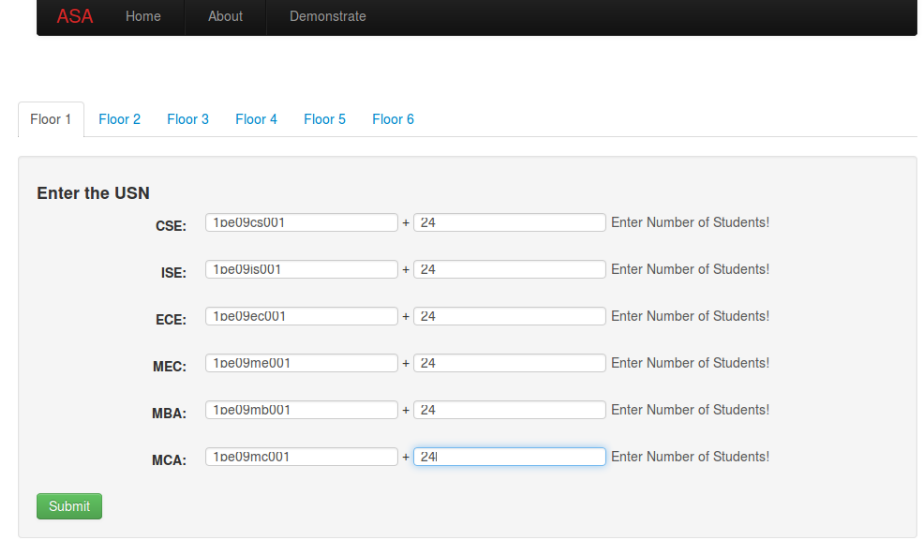 ASA Home About Demonstrate
Floor 1 Floor 2 Floor 3 Floor 4 Floor 5 Floor 6
Enter the USN
CSE: 1pe09cs001 + 24 Enter Number of Students!
ISE: 1pe09is001 + 24 Enter Number of Students!
ECE: 1pe09ec001 + 24 Enter Number of Students!
MEC: 1pe09me001 + 24 Enter Number of Students!
MBA: 1pe09mb001 + 24 Enter Number of Students!
MCA: 1pe09mc001 + 24 Enter Number of Students!
Submit